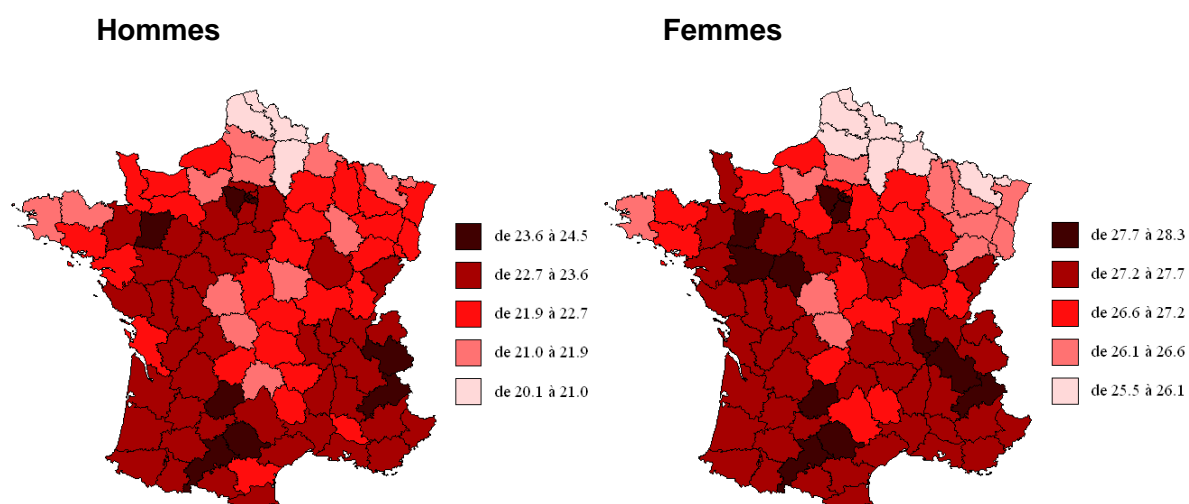 Hommes
Femmes
de 23.6 à 24.5
de 22.7 à 23.6
de 21.9 à 22.7
de 21.0 à 21.9
de 20.1 à 21.0
de 27.7 à 28.3
de 27.2 à 27.7
de 26.6 à 27.2
de 26.1 à 26.6
de 25.5 à 26.1